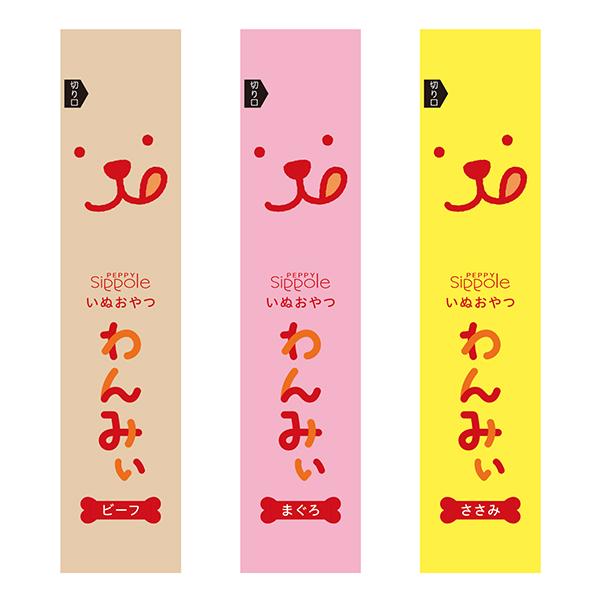 切り口
PEPPY
Sippole
いぬおやつ
わんみぃ
ビーフ
切り口
PEPPY
Sippole
いぬおやつ
わんみぃ
まぐろ
切り口
PEPPY
Sippole
いぬおやつ
わんみぃ
ささみ